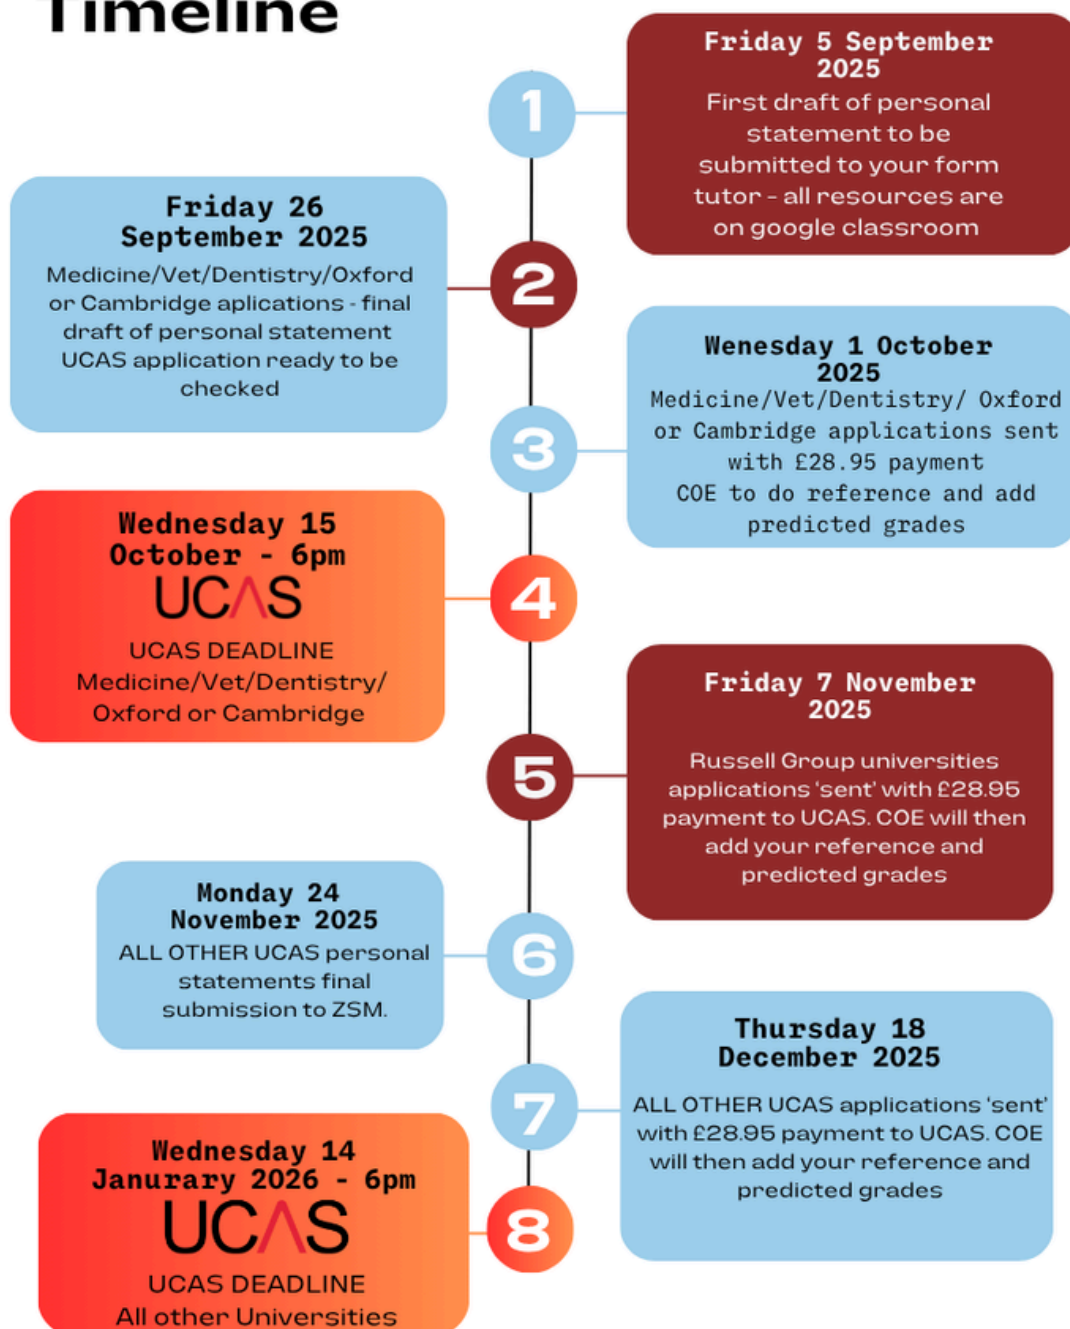 Timeline
1
Friday 5 September
2025
First draft of personal
statement to be
submitted to your form
tutor - all resources are
on google classroom
Friday 26
September 2025
Medicine/Vet/Dentistry/Oxford
or Cambridge aplications - final
draft of personal statement
UCAS application ready to be
checked
2
3
Wenesday 1 October
2025
Medicine/Vet/Dentistry/ Oxford
or Cambridge applications sent
with £28.95 payment
COE to do reference and add
predicted grades
Wednesday 15
October - 6pm
UCAS
UCAS DEADLINE
Medicine/Vet/Dentistry/
Oxford or Cambridge
4
5
Friday 7 November
2025
Russell Group universities
applications ‘sent’ with £28.95
payment to UCAS. COE will then
add your reference and
predicted grades
Monday 24
November 2025
ALL OTHER UCAS personal
statements final
submission to ZSM.
6
7
Thursday 18
December 2025
ALL OTHER UCAS applications ‘sent’
with £28.95 payment to UCAS. COE
will then add your reference and
predicted grades
Wednesday 14
Janurary 2026 - 6pm
UCAS
UCAS DEADLINE
All other Universities
8